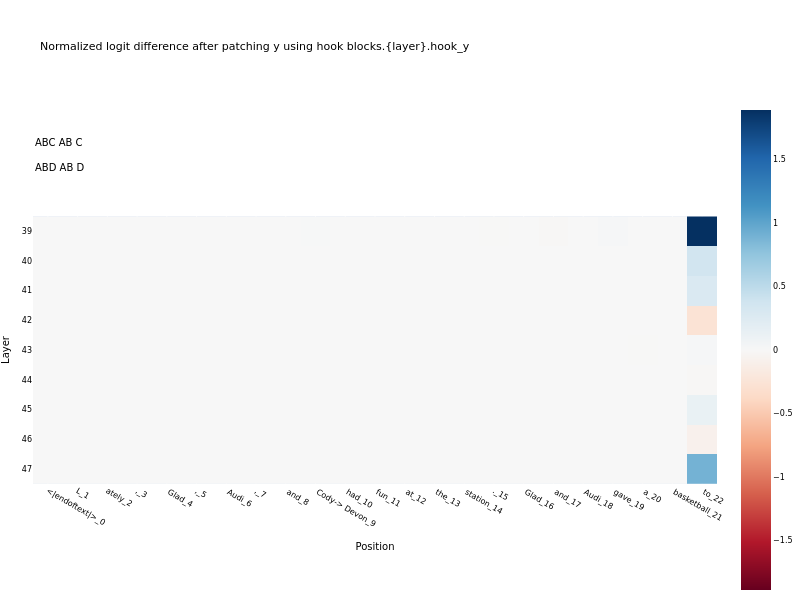 Normalized logit difference after patching y using hook blocks.{layer}.hook_y
ABC AB C
ABD AB D
1.5
1
0.5
0
−0.5
−1
−1.5
Layer
39
40
41
42
43
44
45
46
47
<|endoftext|>_0
L_1
ately_2
,_3
Glad_4
,_5
Audi_6
,_7
and_8
Cody-> Devon_9
had_10
fun_11
at_12
the_13
station_14
._15
Glad_16
and_17
Audi_18
gave_19
a_20
basketball_21
to_22
Position